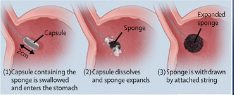 Capsule
Sponge
Expanded
sponge
(1) Capsule containing
the sponge is swallowed
and enters the stomach
(2) Capsule dissolves
and sponge expands
(3) Sponge is withdrawn
by attached string